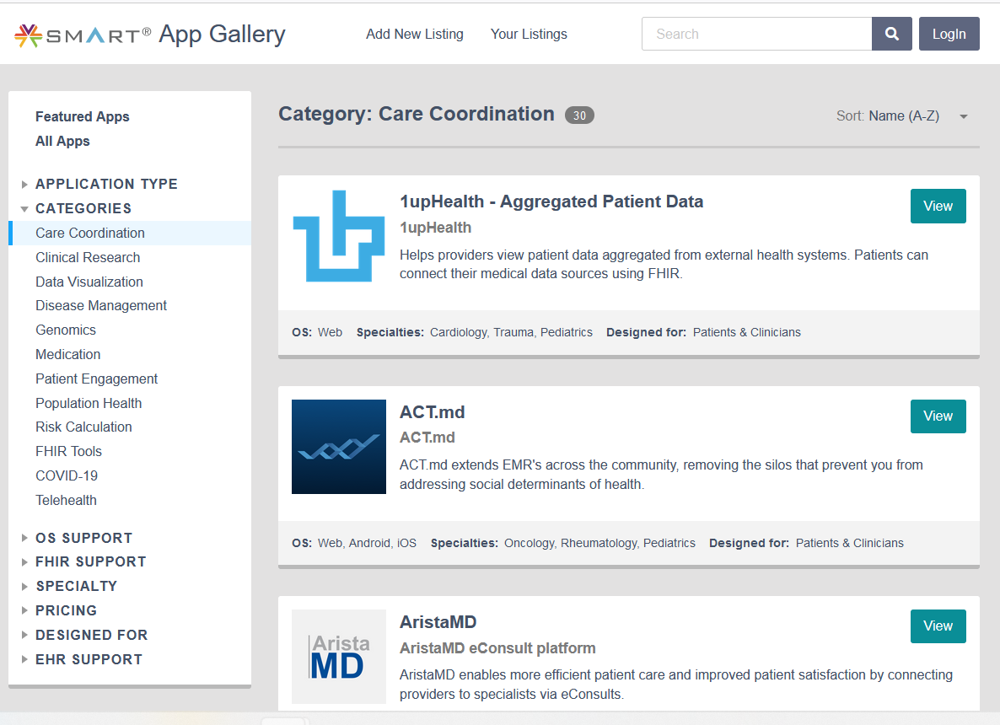 SMART® App Gallery
Add New Listing
Your Listings
Search
LogIn
Featured Apps
All Apps
APPLICATION TYPE
CATEGORIES
Care Coordination
Clinical Research
Data Visualization
Disease Management
Genomics
Medication
Patient Engagement
Population Health
Risk Calculation
FHIR Tools
COVID-19
Telehealth
OS SUPPORT
FHIR SUPPORT
SPECIALTY
PRICING
DESIGNED FOR
EHR SUPPORT
Category: Care Coordination 30
Sort: Name (A-Z)
1upHealth - Aggregated Patient Data
View
1upHealth
Helps providers view patient data aggregated from external health systems. Patients can
connect their medical data sources using FHIR.
OS: Web Specialties: Cardiology, Trauma, Pediatrics Designed for: Patients & Clinicians
ACT.md
View
ACT.md
ACT.md extends EMR's across the community, removing the silos that prevent you from
addressing social determinants of health.
OS: Web, Android, iOS Specialties: Oncology, Rheumatology, Pediatrics Designed for: Patients & Clinicians
Arista
MD
AristaMD
View
AristaMD eConsult platform
AristaMD enables more efficient patient care and improved patient satisfaction by connecting
providers to specialists via eConsults.